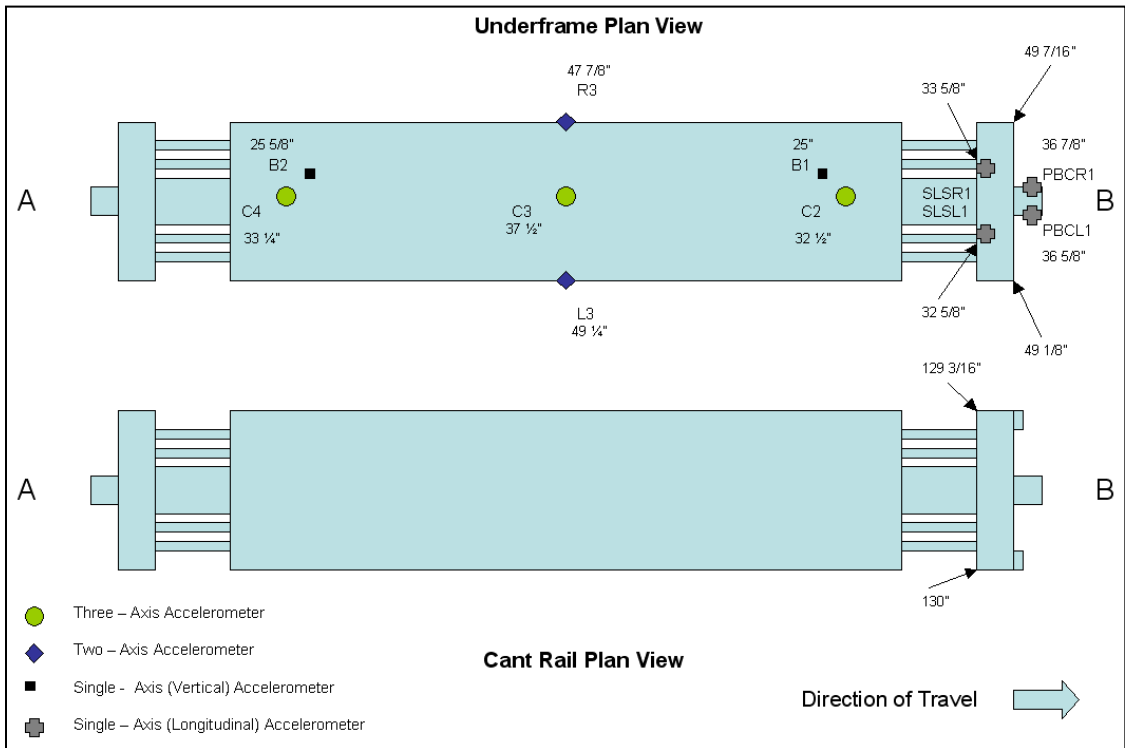 Underframe Plan View
47 7/8"
R3
49 7/16"
33 5/8"
25 5/8"
B2
25"
B1
36 7/8"
PBCR1
A
B
C4
33 ¼"
C3
37 ½"
C2
32 ½"
SLSR1
SLSL1
PBCL1
36 5/8"
L3
49 ¼"
32 5/8"
49 1/8"
129 3/16"
A
B
130"
Three – Axis Accelerometer
Two – Axis Accelerometer
Single - Axis (Vertical) Accelerometer
Single – Axis (Longitudinal) Accelerometer
Cant Rail Plan View
Direction of Travel